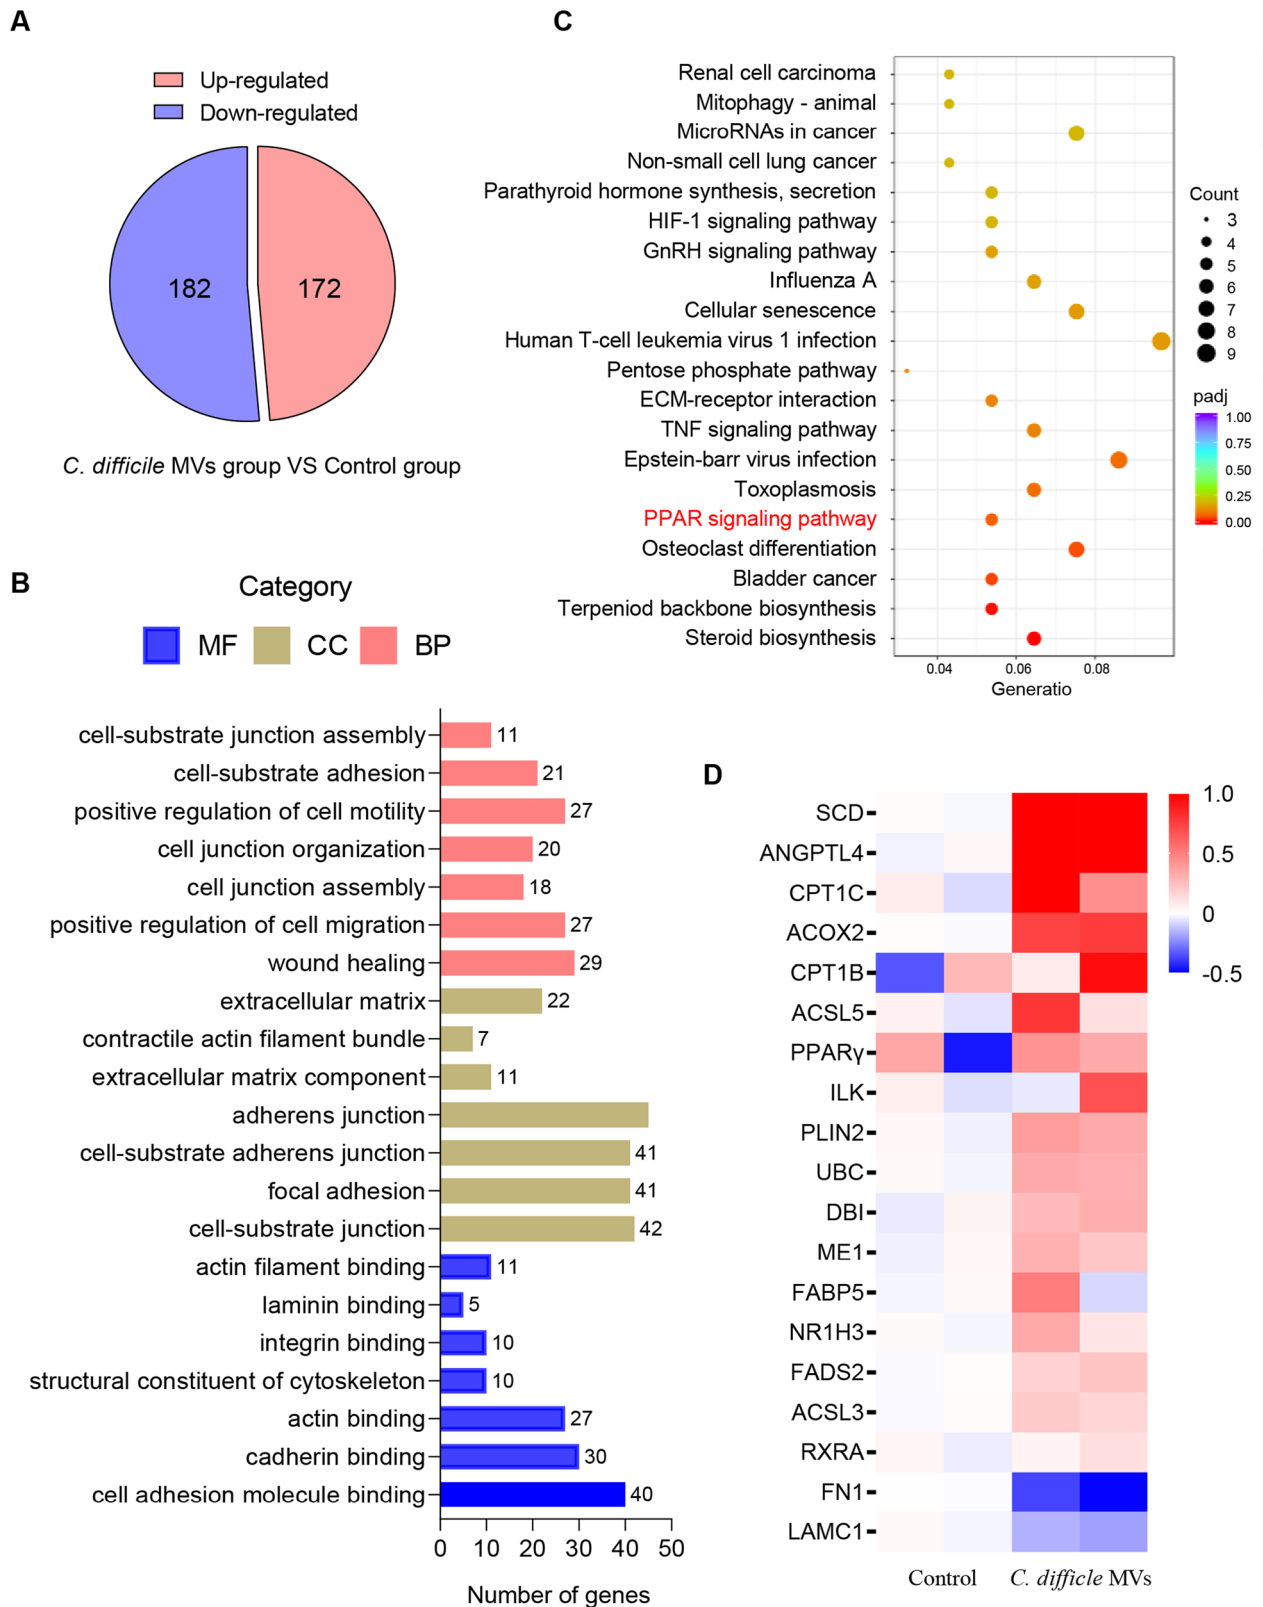 A
Up-regulated
Down-regulated
182
172
C. difficile MVs group VS Control group
B
Category
MF
CC
BP
cell-substrate junction assembly
11
cell-substrate adhesion
21
positive regulation of cell motility
27
cell junction organization
20
cell junction assembly
18
positive regulation of cell migration
27
wound healing
29
extracellular matrix
22
contractile actin filament bundle
7
extracellular matrix component
11
adherens junction
cell-substrate adherens junction
41
focal adhesion
41
cell-substrate junction
42
actin filament binding
11
laminin binding
5
integrin binding
10
structural constituent of cytoskeleton
10
actin binding
27
cadherin binding
30
cell adhesion molecule binding
40
0 10 20 30 40 50
Number of genes
C
Renal cell carcinoma
Mitophagy - animal
MicroRNAs in cancer
Non-small cell lung cancer
Parathyroid hormone synthesis, secretion
HIF-1 signaling pathway
GnRH signaling pathway
Influenza A
Cellular senescence
Human T-cell leukemia virus 1 infection
Pentose phosphate pathway
ECM-receptor interaction
TNF signaling pathway
Epstein-barr virus infection
Toxoplasmosis
PPAR signaling pathway
Osteoclast differentiation
Bladder cancer
Terpeniod backbone biosynthesis
Steroid biosynthesis
0.04 0.06 0.08
Generatio
Count
3
4
5
6
7
8
9
padj
1.00
0.75
0.50
0.25
0.00
D
SCD
ANGPTL4
CPT1C
ACOX2
CPT1B
ACSL5
PPARγ
ILK
PLIN2
UBC
DBI
ME1
FABP5
NR1H3
FADS2
ACSL3
RXRA
FN1
LAMC1
Control C. difficle MVs
1.0
0.5
0
-0.5